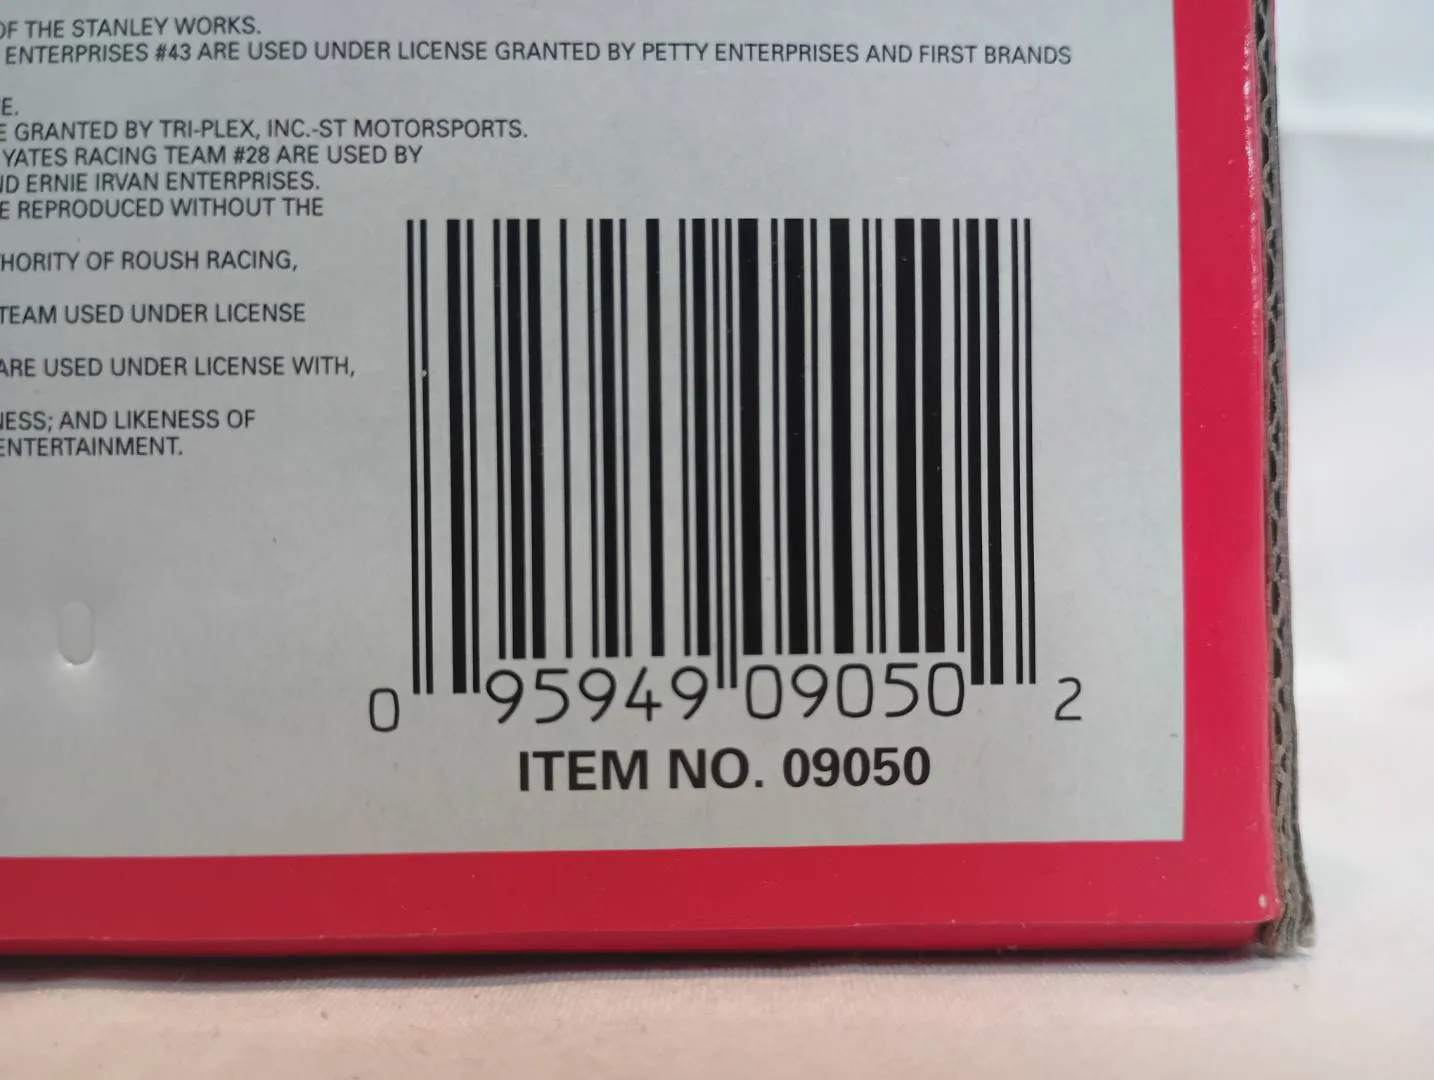 OF THE STANLEY WORKS.
ENTERPRISES #43 ARE USED UNDER LICENSE GRANTED BY PETTY ENTERPRISES AND FIRST BRANDS
E.
E GRANTED BY TRI-PLEX, INC.-ST MOTORSPORTS.
YATES RACING TEAM #28 ARE USED BY
ND ERNIE IRVAN ENTERPRISES.
E REPRODUCED WITHOUT THE
HORITY OF ROUSH RACING,
TEAM USED UNDER LICENSE
ARE USED UNDER LICENSE WITH,
NESS; AND LIKENESS OF
ENTERTAINMENT.
0 95949 09050 2
ITEM NO. 09050